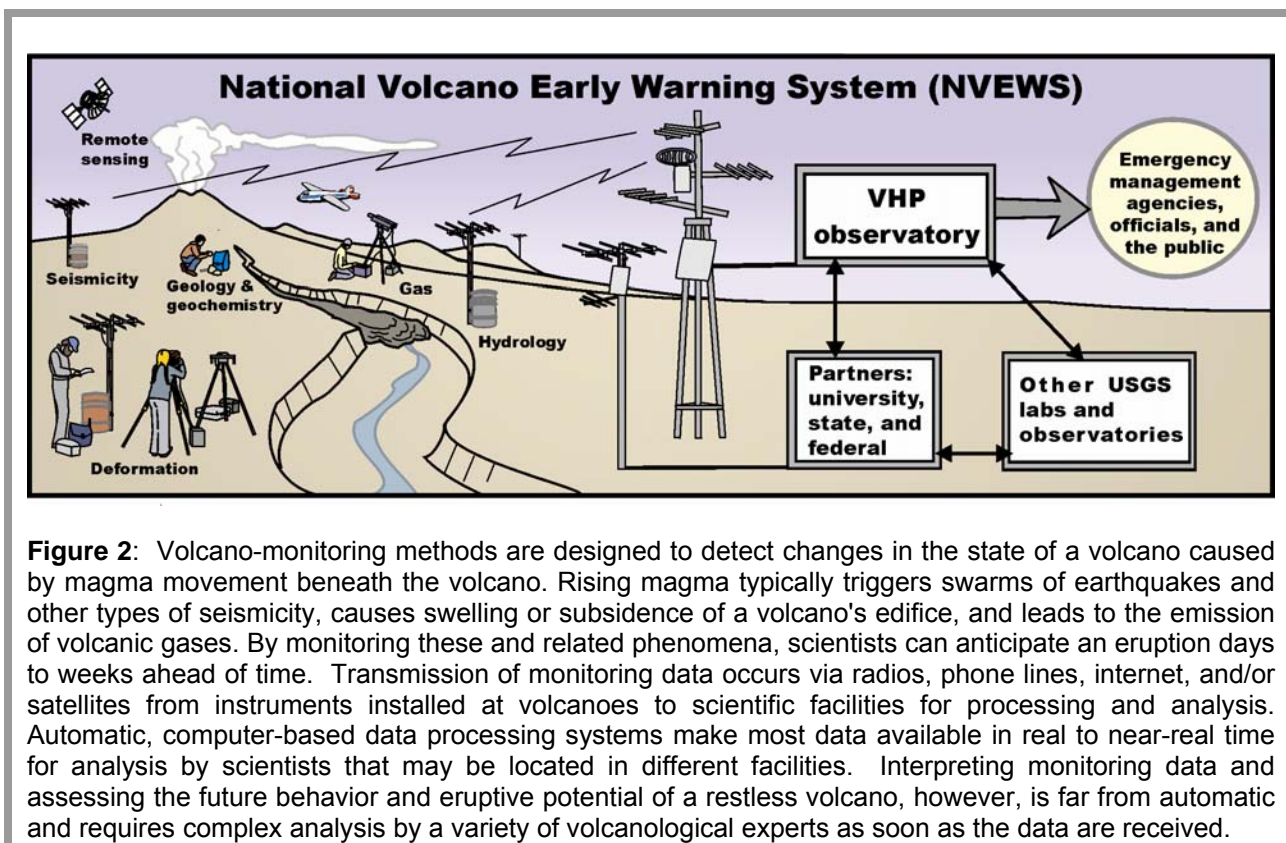 National Volcano Early Warning System (NVEWS)
Remote
sensing
Seismicity
Geology &
geochemistry
Gas
Hydrology
Deformation
VHP
observatory
Emergency
management
agencies,
officials, and
the public
Partners:
university,
state, and
federal
Other USGS
labs and
observatories
Figure 2: Volcano-monitoring methods are designed to detect changes in the state of a volcano caused
by magma movement beneath the volcano. Rising magma typically triggers swarms of earthquakes and
other types of seismicity, causes swelling or subsidence of a volcano's edifice, and leads to the emission
of volcanic gases. By monitoring these and related phenomena, scientists can anticipate an eruption days
to weeks ahead of time. Transmission of monitoring data occurs via radios, phone lines, internet, and/or
satellites from instruments installed at volcanoes to scientific facilities for processing and analysis.
Automatic, computer-based data processing systems make most data available in real to near-real time
for analysis by scientists that may be located in different facilities. Interpreting monitoring data and
assessing the future behavior and eruptive potential of a restless volcano, however, is far from automatic
and requires complex analysis by a variety of volcanological experts as soon as the data are received.